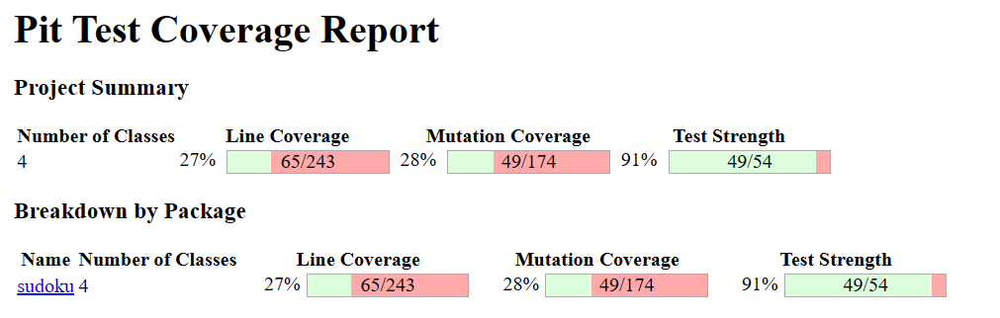 Pit Test Coverage Report
Project Summary
Number of Classes Line Coverage Mutation Coverage Test Strength
4 27% 65/243 28% 49/174 91% 49/54
Breakdown by Package
Name Number of Classes Line Coverage Mutation Coverage Test Strength
sudoku 4 27% 65/243 28% 49/174 91% 49/54